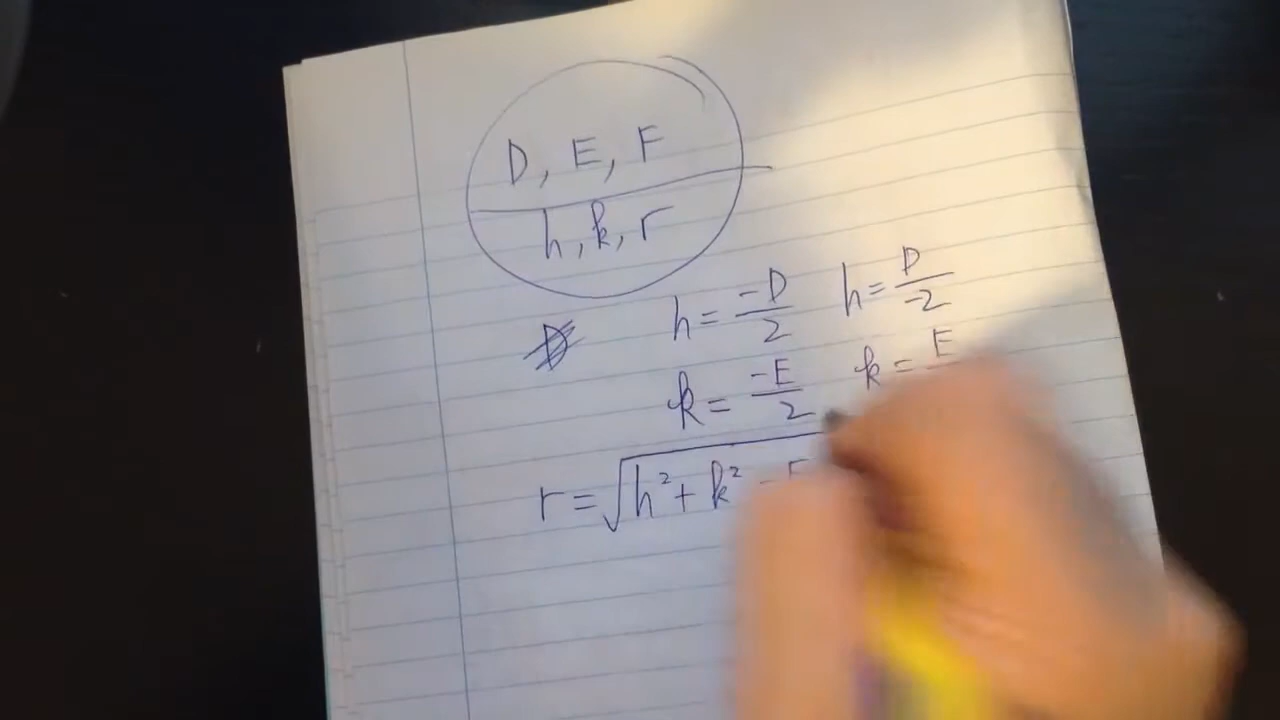 D, E, F
h, k, r
h = -D/2 h = D/-2
D
k = -E/2 k = E
r = √h² + k² -